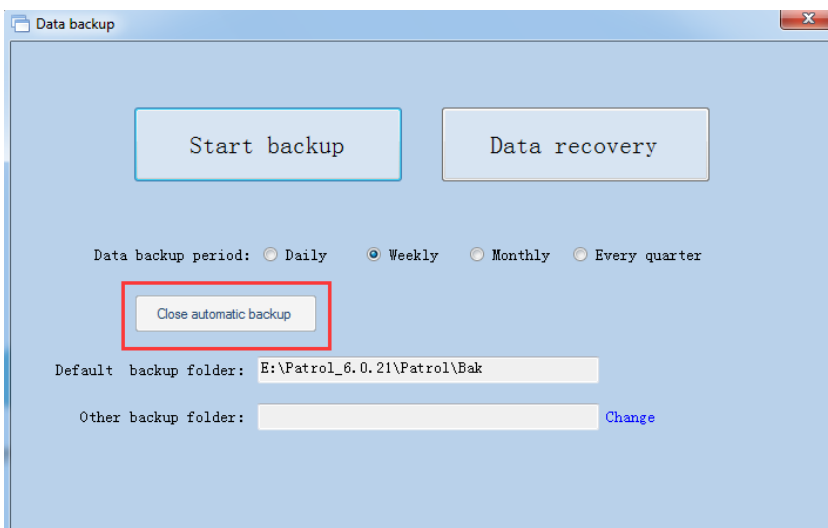 Data backup
Start backup Data recovery
Data backup period: Daily Weekly Monthly Every quarter
Close automatic backup
Default backup folder: E:\Patrol_6.0.21\Patrol\Bak
Other backup folder: Change